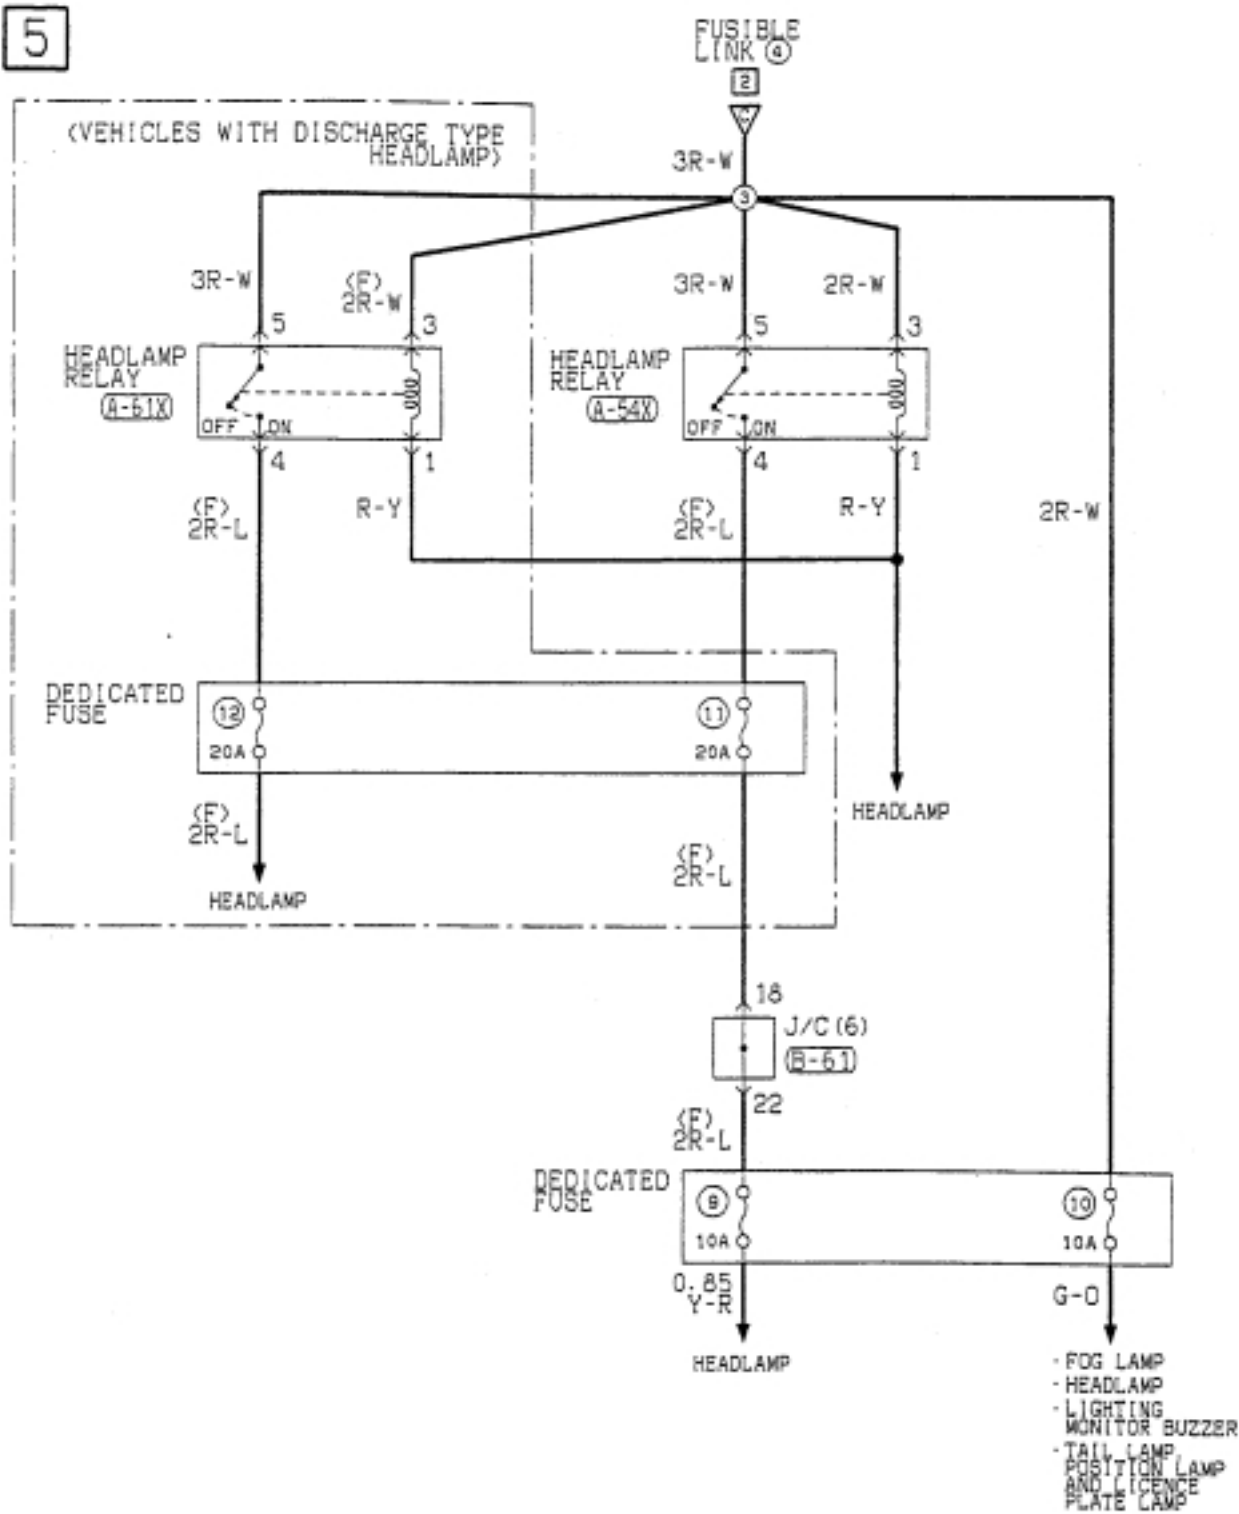 5
FUSIBLE
LINK ④
2
3R-W
<VEHICLES WITH DISCHARGE TYPE
HEADLAMP>
3
3R-W
<F>
2R-W
3R-W
2R-W
5
3
5
3
HEADLAMP
RELAY
A-61X
OFF
ON
HEADLAMP
RELAY
A-54X
OFF
ON
4
1
4
1
<F>
2R-L
R-Y
<F>
2R-L
R-Y
2R-W
DEDICATED
FUSE
12
20A
11
20A
<F>
2R-L
HEADLAMP
HEADLAMP
<F>
2R-L
18
J/C(6)
B-61
22
<F>
2R-L
DEDICATED
FUSE
9
10A
10
10A
0.85
Y-R
G-O
HEADLAMP
·FOG LAMP
·HEADLAMP
·LIGHTING
MONITOR BUZZER
·TAIL LAMP,
POSITION LAMP
AND LICENCE
PLATE LAMP